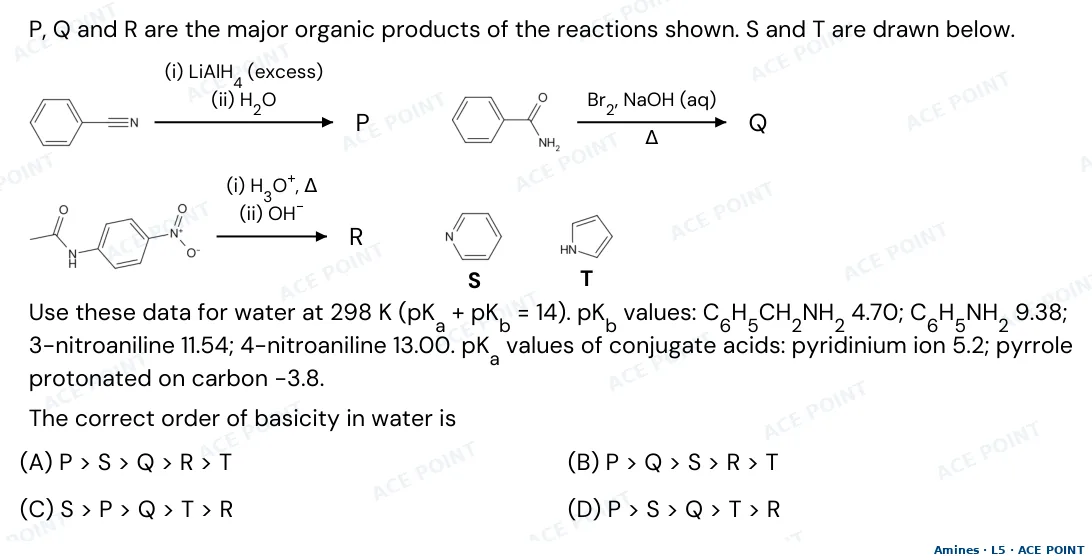 P, Q and R are the major organic products of the reactions shown. S and T are drawn below.
(i) LiAlH4 (excess)
(ii) H2O
N
P
O
NH2
Br2, NaOH (aq)
Δ
Q
O
N
H
O
N+
O-
(i) H3O+, Δ
(ii) OH−
R
N
S
HN
T
Use these data for water at 298 K (pKa + pKb = 14). pKb values: C6H5CH2NH2 4.70; C6H5NH2 9.38;
3-nitroaniline 11.54; 4-nitroaniline 13.00. pKa values of conjugate acids: pyridinium ion 5.2; pyrrole
protonated on carbon −3.8.
The correct order of basicity in water is
(A) P > S > Q > R > T
(B) P > Q > S > R > T
(C) S > P > Q > T > R
(D) P > S > Q > T > R
Amines · L5 · ACE POINT